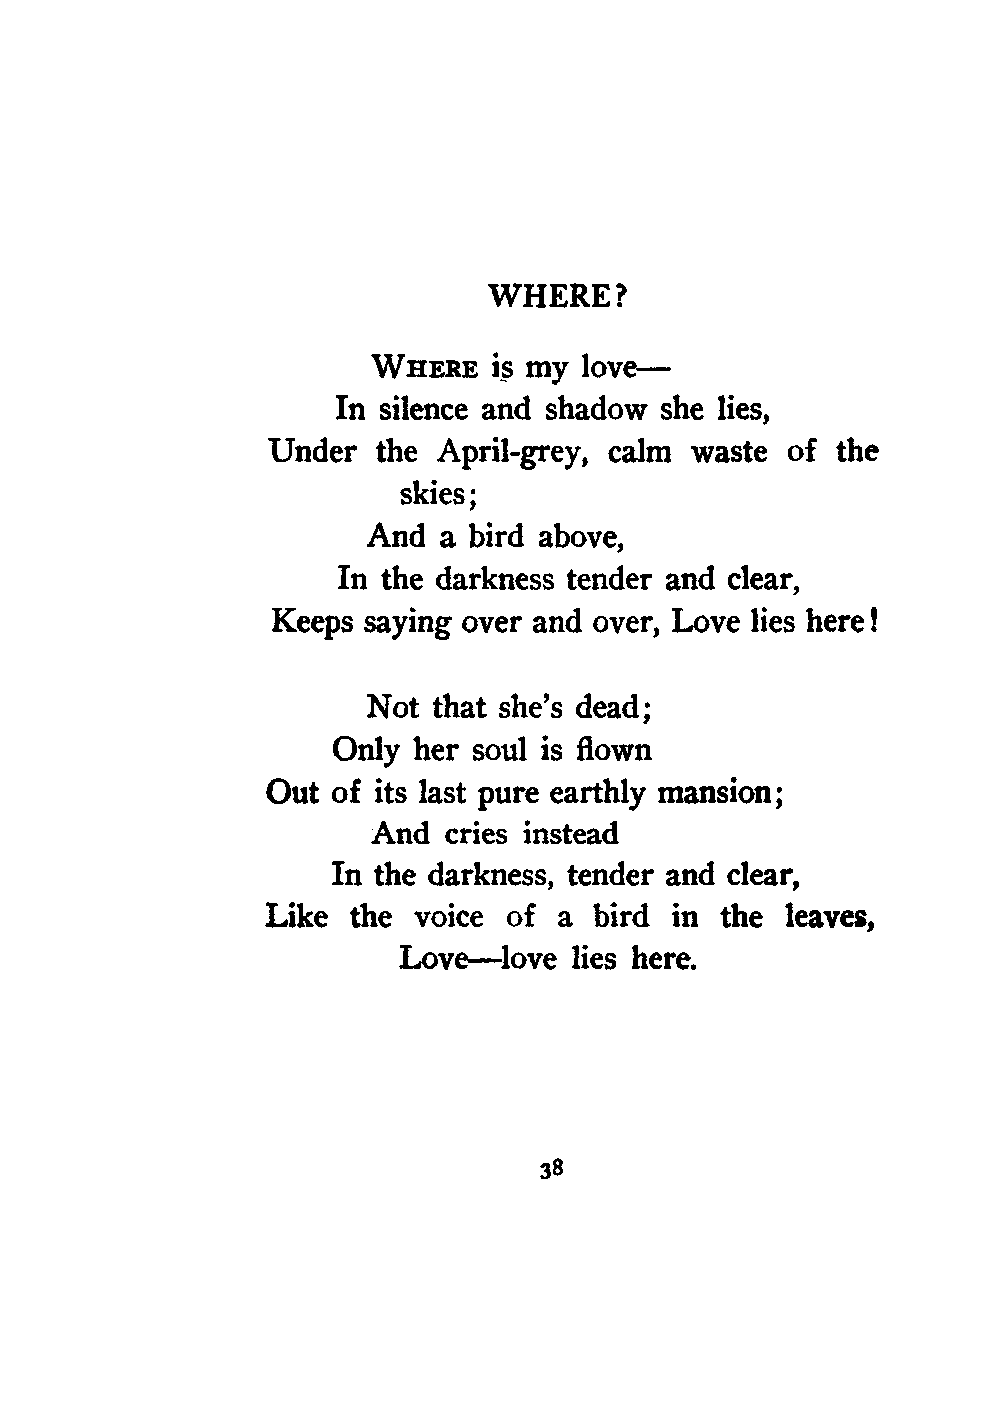 WHERE?
WHERE is my love—
In silence and shadow she lies,
Under the April-grey, calm waste of the
skies;
And a bird above,
In the darkness tender and clear,
Keeps saying over and over, Love lies here!
Not that she's dead;
Only her soul is flown
Out of its last pure earthly mansion;
And cries instead
In the darkness, tender and clear,
Like the voice of a bird in the leaves,
Love—love lies here.
38